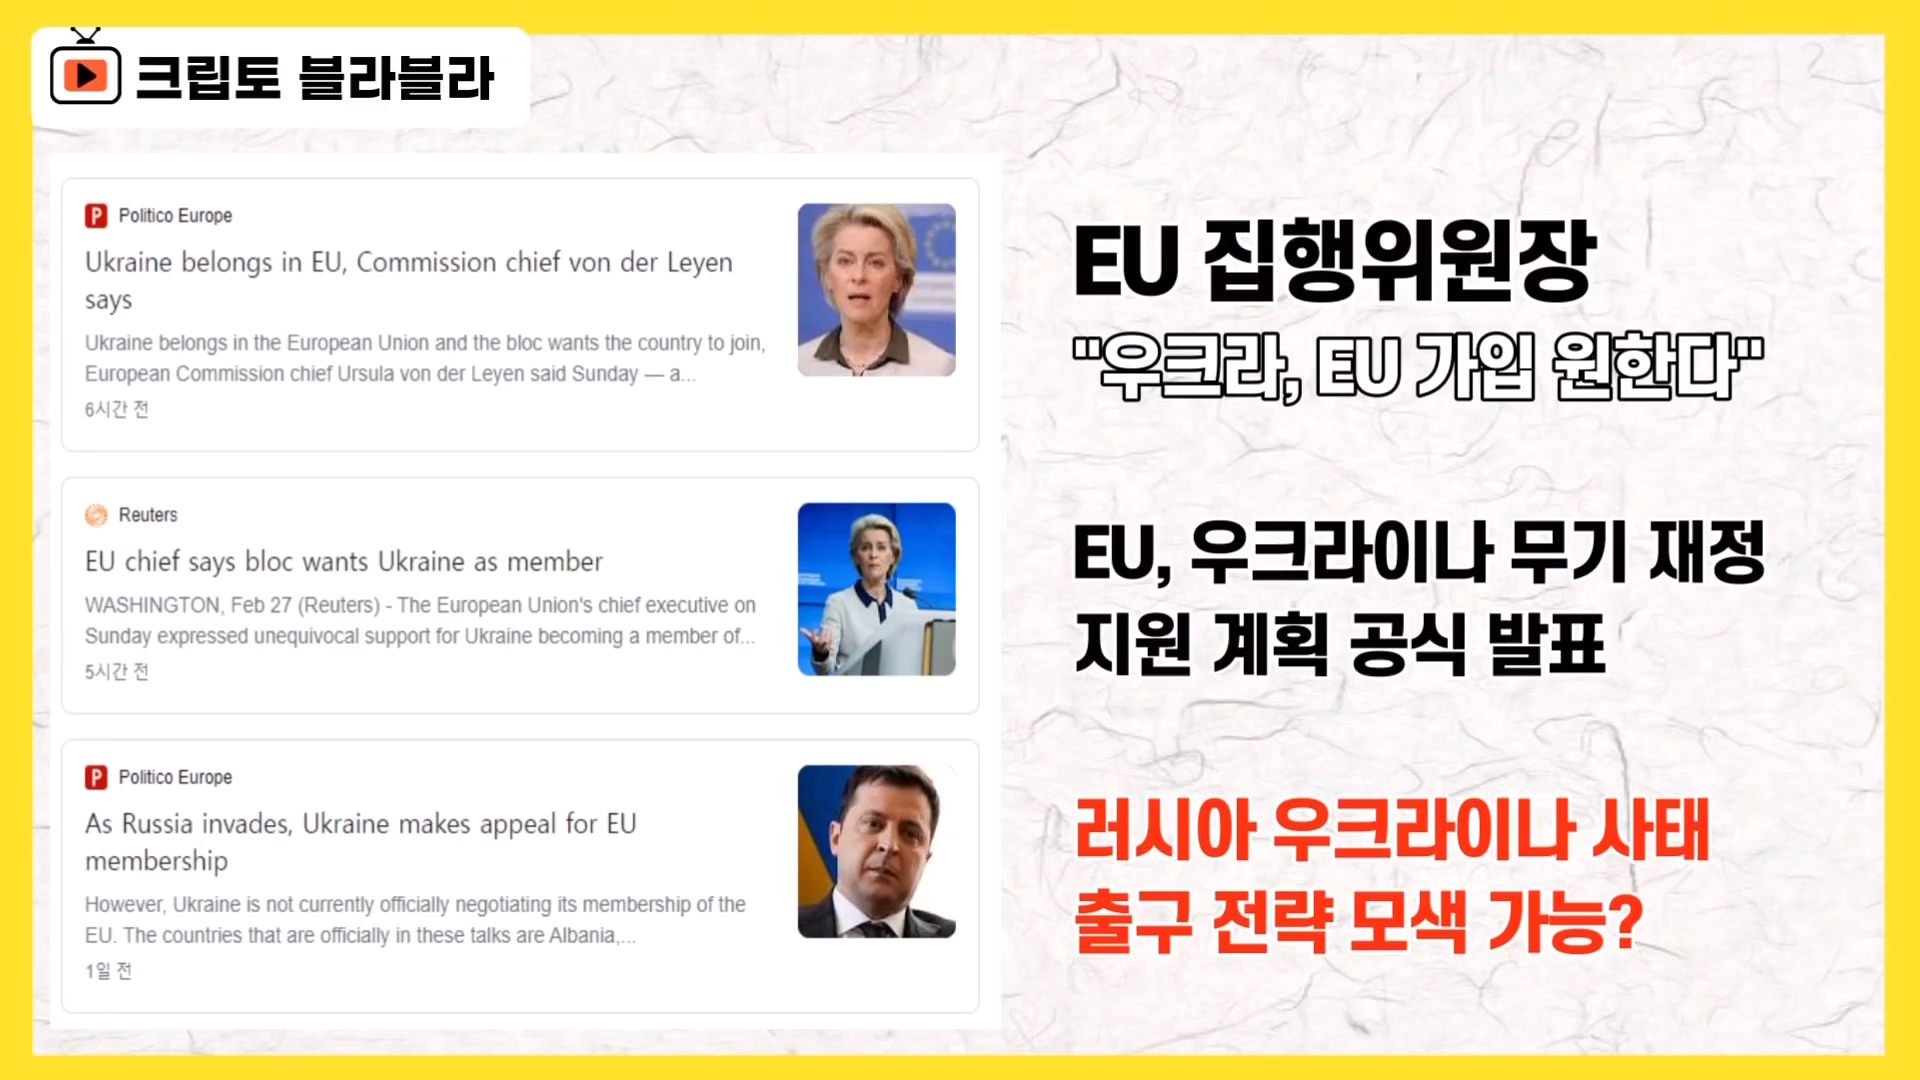 크립토 블라블라
Politico Europe
Ukraine belongs in EU, Commission chief von der Leyen
says
Ukraine belongs in the European Union and the bloc wants the country to join,
European Commission chief Ursula von der Leyen said Sunday — a...
6시간 전
Reuters
EU chief says bloc wants Ukraine as member
WASHINGTON, Feb 27 (Reuters) - The European Union's chief executive on
Sunday expressed unequivocal support for Ukraine becoming a member of...
5시간 전
Politico Europe
As Russia invades, Ukraine makes appeal for EU
membership
However, Ukraine is not currently officially negotiating its membership of the
EU. The countries that are officially in these talks are Albania,...
1일 전
EU 집행위원장
"우크라, EU 가입 원한다"
EU, 우크라이나 무기 재정
지원 계획 공식 발표
러시아 우크라이나 사태
출구 전략 모색 가능?